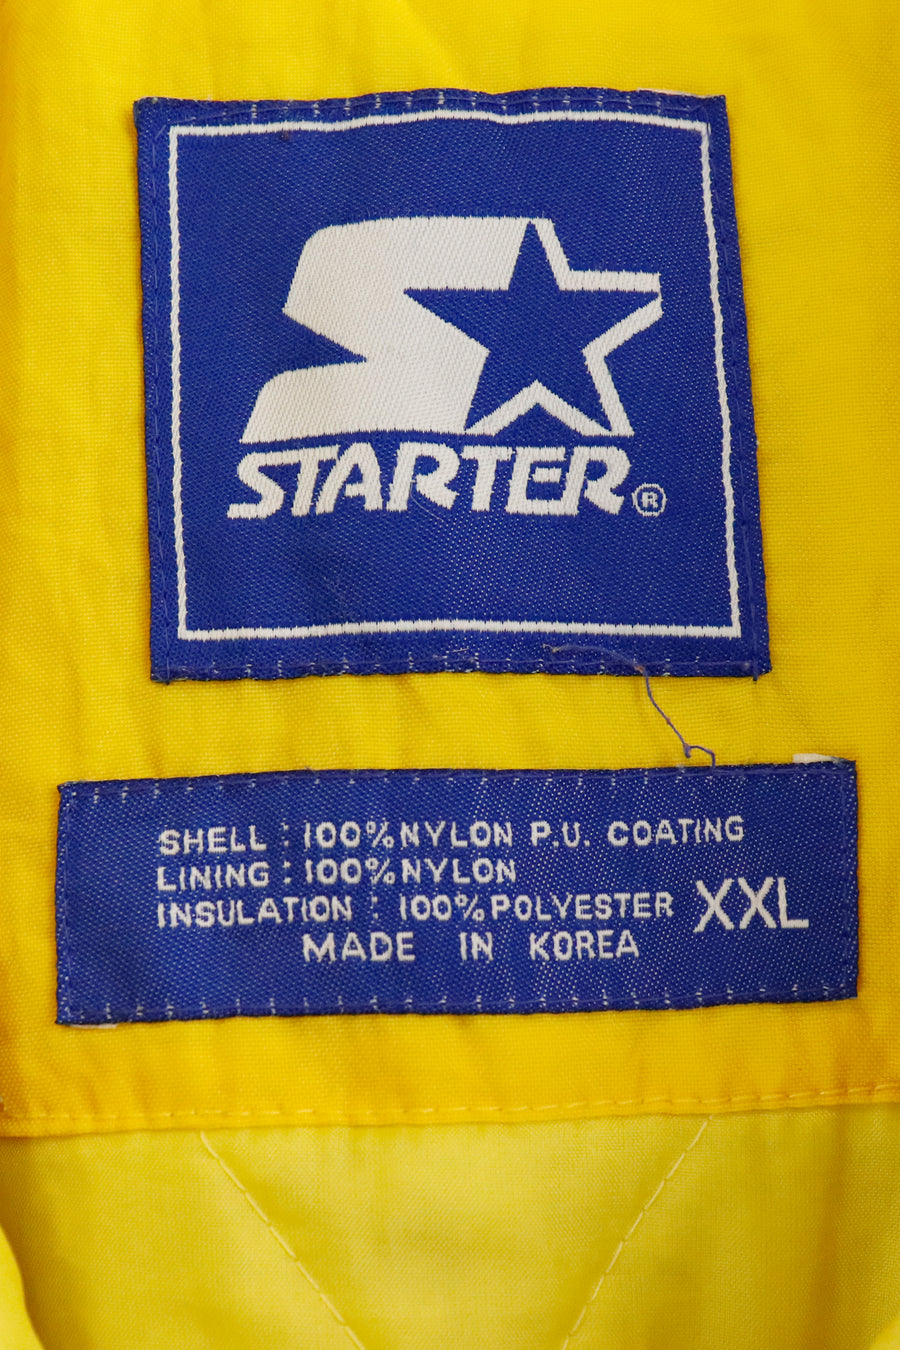 STARTER®
SHELL : 100% NYLON P.U. COATING
LINING : 100% NYLON
INSULATION : 100% POLYESTER XXL
MADE IN KOREA